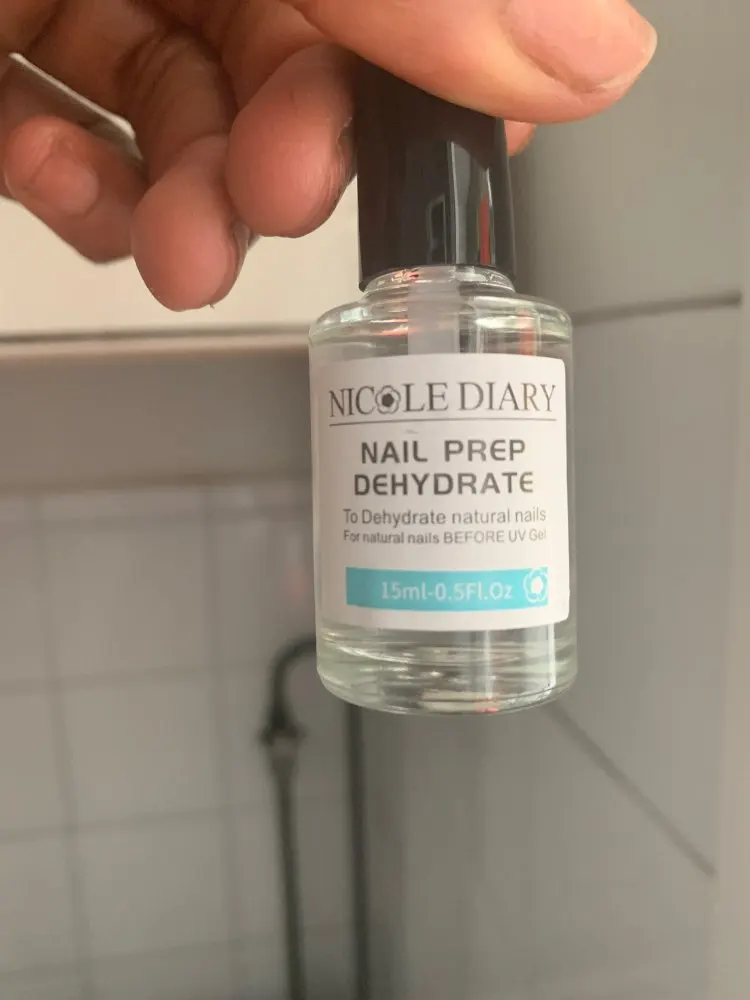 NICOLE DIARY
NAIL PREP
DEHYDRATE
To Dehydrate natural nails
For natural nails BEFORE UV Gel
15ml-0.5Fl.Oz